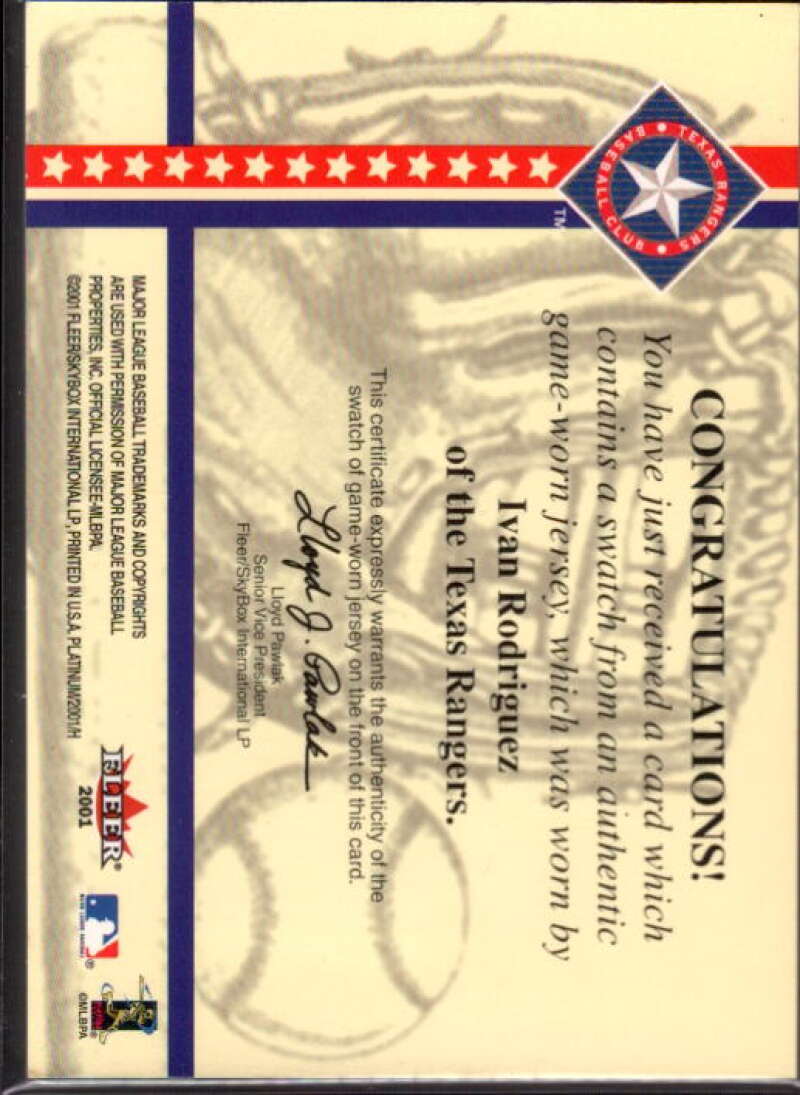 TEXAS RANGERS
BASEBALL CLUB
TM
CONGRATULATIONS!
You have just received a card which
contains a swatch from an authentic
game-worn jersey, which was worn by
Ivan Rodriguez
of the Texas Rangers.
This certificate expressly warrants the authenticity of the
swatch of game-worn jersey on the front of this card.
Lloyd J. Pawlak
Lloyd Pawlak
Senior Vice President
Fleer/SkyBox International LP
MAJOR LEAGUE BASEBALL TRADEMARKS AND COPYRIGHTS
ARE USED WITH PERMISSION OF MAJOR LEAGUE BASEBALL
PROPERTIES, INC. OFFICIAL LICENSEE-MLBPA.
©2001 FLEER/SKYBOX INTERNATIONAL LP, PRINTED IN U.S.A. PLATINUM/2001/H
FLEER®
2001
®
®
©MLBPA